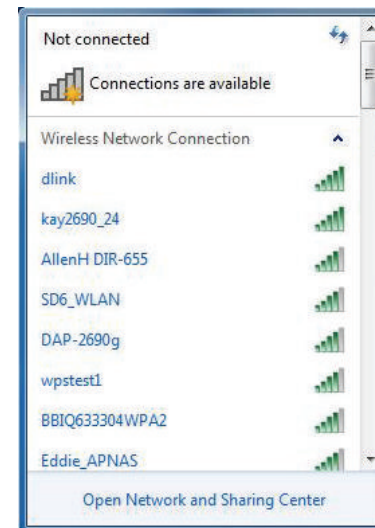 Not connected
Connections are available
Wireless Network Connection
dlink
kay2690_24
AllenH DIR-655
SD6_WLAN
DAP-2690g
wpstest1
BBIQ633304WPA2
Eddie_APNAS
Open Network and Sharing Center